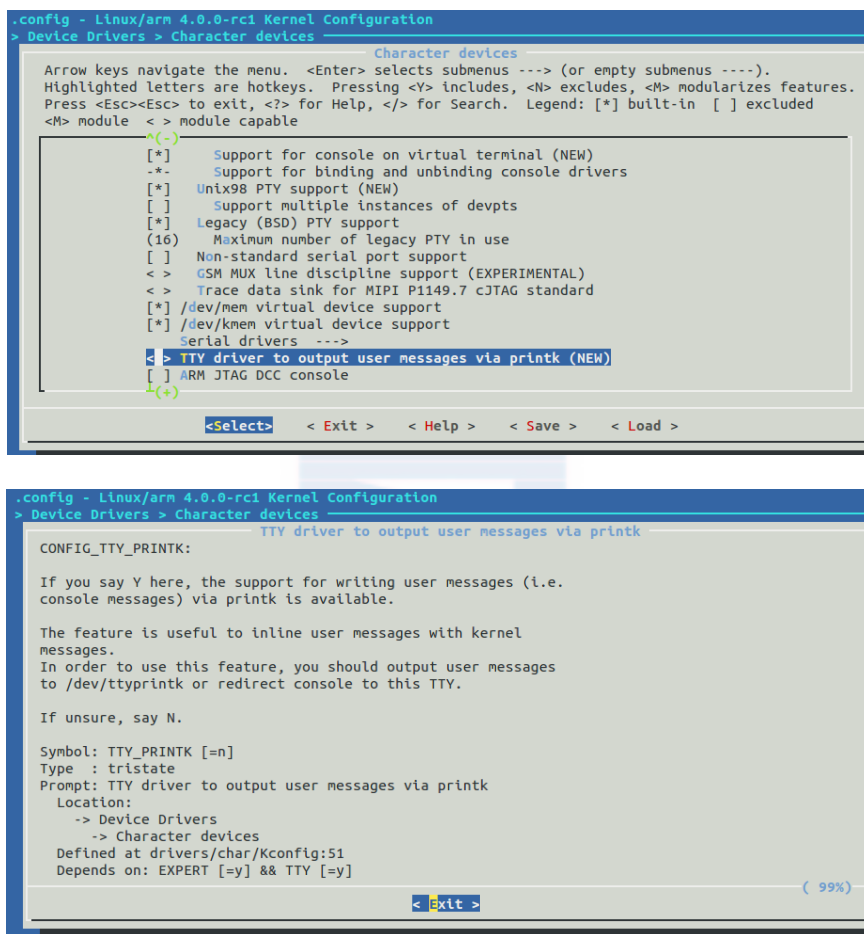 .config - Linux/arm 4.0.0-rc1 Kernel Configuration
> Device Drivers > Character devices
Character devices
Arrow keys navigate the menu. <Enter> selects submenus ---> (or empty submenus ----).
Highlighted letters are hotkeys. Pressing <Y> includes, <N> excludes, <M> modularizes features.
Press <Esc><Esc> to exit, <?> for Help, </> for Search. Legend: [*] built-in [ ] excluded
<M> module < > module capable
^(-)
[*] Support for console on virtual terminal (NEW)
-*- Support for binding and unbinding console drivers
[*] Unix98 PTY support (NEW)
[ ] Support multiple instances of devpts
[*] Legacy (BSD) PTY support
(16) Maximum number of legacy PTY in use
[ ] Non-standard serial port support
< > GSM MUX line discipline support (EXPERIMENTAL)
< > Trace data sink for MIPI P1149.7 cJTAG standard
[*] /dev/mem virtual device support
[*] /dev/kmem virtual device support
Serial drivers --->
< > TTY driver to output user messages via printk (NEW)
[ ] ARM JTAG DCC console
┴(+)
<Select> < Exit > < Help > < Save > < Load >
.config - Linux/arm 4.0.0-rc1 Kernel Configuration
> Device Drivers > Character devices
TTY driver to output user messages via printk
CONFIG_TTY_PRINTK:
If you say Y here, the support for writing user messages (i.e.
console messages) via printk is available.
The feature is useful to inline user messages with kernel
messages.
In order to use this feature, you should output user messages
to /dev/ttyprintk or redirect console to this TTY.
If unsure, say N.
Symbol: TTY_PRINTK [=n]
Type : tristate
Prompt: TTY driver to output user messages via printk
Location:
-> Device Drivers
-> Character devices
Defined at drivers/char/Kconfig:51
Depends on: EXPERT [=y] && TTY [=y]
( 99%)
< Exit >